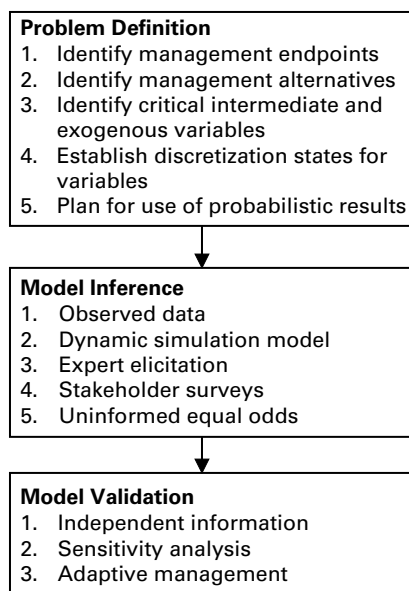 Problem Definition
1. Identify management endpoints
2. Identify management alternatives
3. Identify critical intermediate and
exogenous variables
4. Establish discretization states for
variables
5. Plan for use of probabilistic results
Model Inference
1. Observed data
2. Dynamic simulation model
3. Expert elicitation
4. Stakeholder surveys
5. Uninformed equal odds
Model Validation
1. Independent information
2. Sensitivity analysis
3. Adaptive management